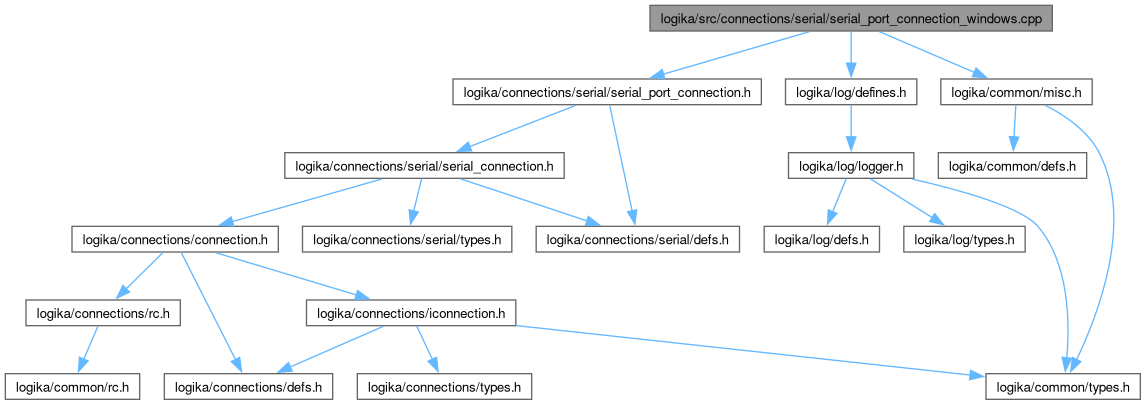 logika/src/connections/serial/serial_port_connection_windows.cpp
logika/connections/serial/serial_port_connection.h
logika/log/defines.h
logika/common/misc.h
logika/connections/serial/serial_connection.h
logika/log/logger.h
logika/common/defs.h
logika/connections/connection.h
logika/connections/serial/types.h
logika/connections/serial/defs.h
logika/log/defs.h
logika/log/types.h
logika/connections/rc.h
logika/connections/iconnection.h
logika/common/rc.h
logika/connections/defs.h
logika/connections/types.h
logika/common/types.h